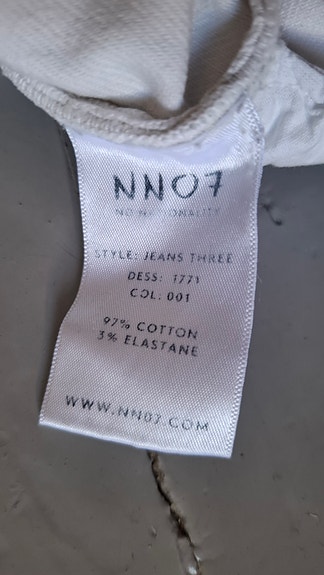 NN07
NO NATIONALITY
STYLE: JEANS THREE
DESS: 1771
COL: 001
97% COTTON
3% ELASTANE
WWW.NN07.COM